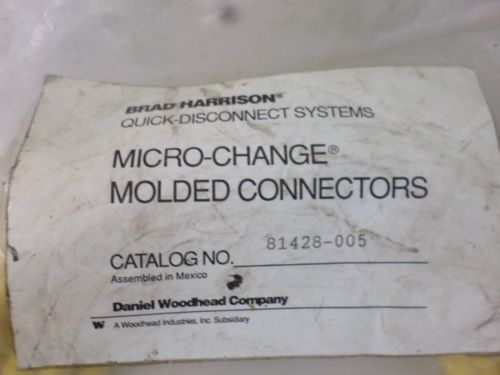 BRAD HARRISON®
QUICK-DISCONNECT SYSTEMS
MICRO-CHANGE®
MOLDED CONNECTORS
CATALOG NO. 81428-005
Assembled in Mexico
Daniel Woodhead Company
W A Woodhead Industries, Inc. Subsidiary